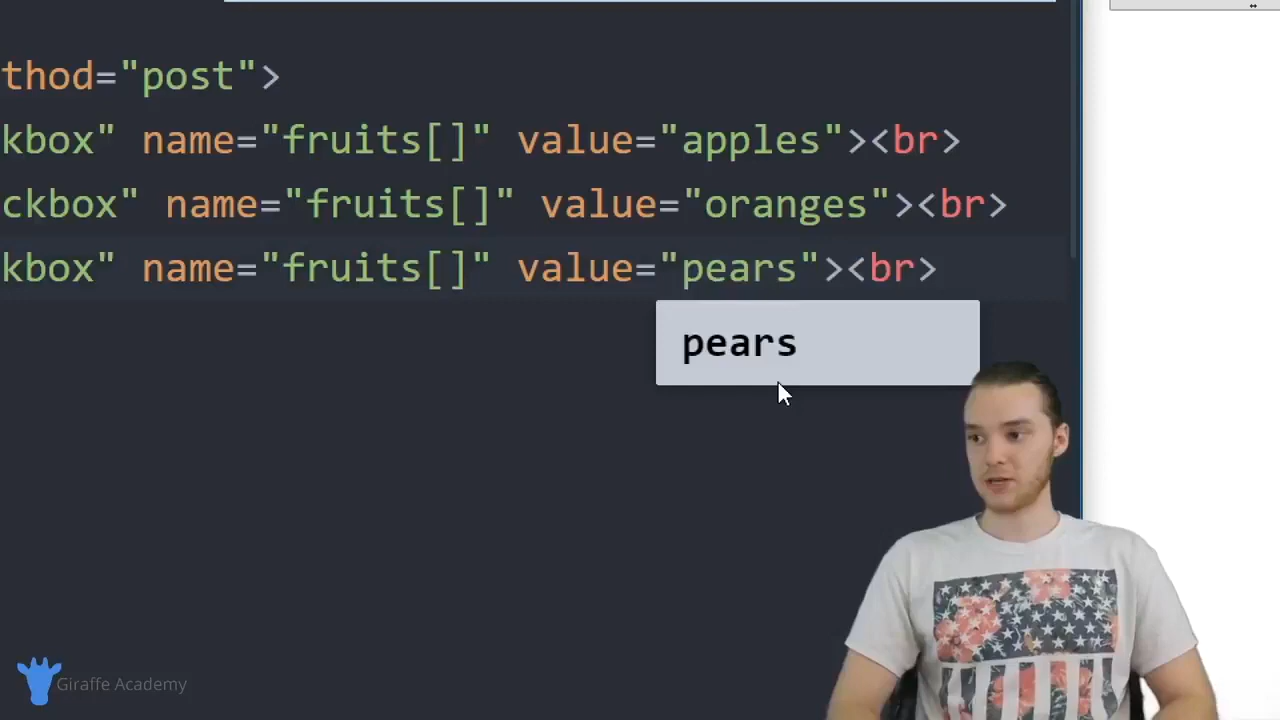 thod="post">
kbox" name="fruits[]" value="apples"><br>
ckbox" name="fruits[]" value="oranges"><br>
kbox" name="fruits[]" value="pears"><br>
pears
Giraffe Academy